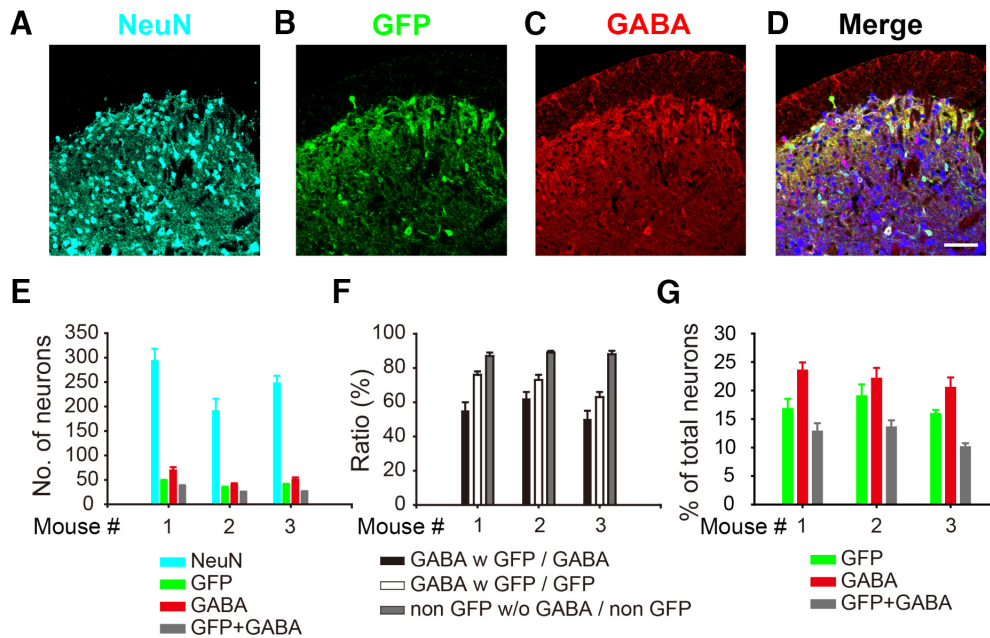 A NeuN
B GFP
C GABA
D Merge
E
No. of neurons
350
300
250
200
150
100
50
0
Mouse # 1 2 3
NeuN
GFP
GABA
GFP+GABA
F
Ratio (%)
100
80
60
40
20
0
Mouse # 1 2 3
GABA w GFP / GABA
GABA w GFP / GFP
non GFP w/o GABA / non GFP
G
% of total neurons
30
25
20
15
10
5
0
Mouse # 1 2 3
GFP
GABA
GFP+GABA